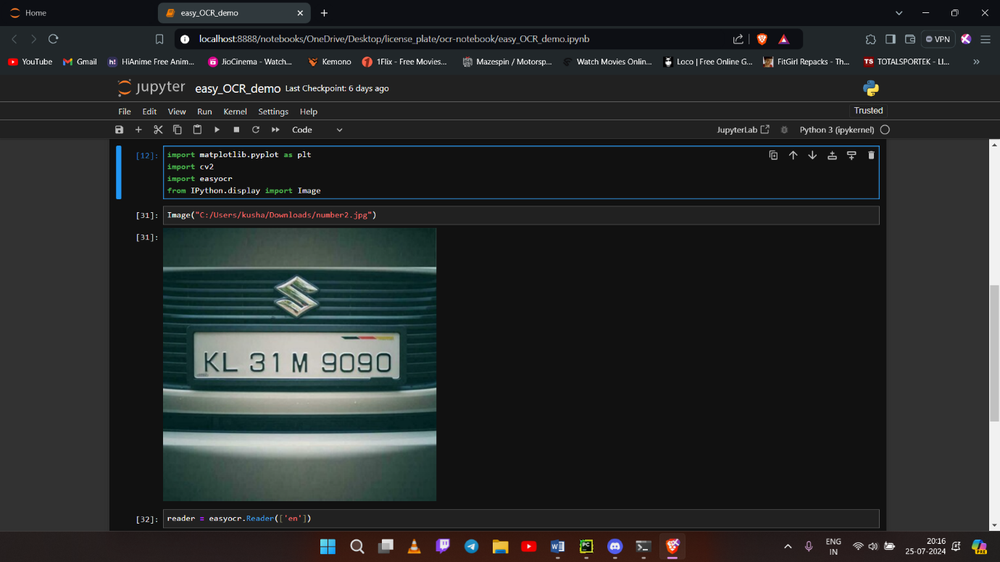 Home
easy_OCR_demo
localhost:8888/notebooks/OneDrive/Desktop/license_plate/ocr-notebook/easy_OCR_demo.ipynb
VPN
YouTube
Gmail
h! HiAnime Free Anim...
JioCinema - Watch...
Kemono
1Flix - Free Movies...
Mazespin / Motorsp...
Watch Movies Onlin...
Loco | Free Online G...
FitGirl Repacks - Th...
TS TOTALSPORTEK - LI...
»
jupyter easy_OCR_demo Last Checkpoint: 6 days ago
File Edit View Run Kernel Settings Help
Trusted
Code
JupyterLab
Python 3 (ipykernel)
[12]:
import matplotlib.pyplot as plt
import cv2
import easyocr
from IPython.display import Image
[31]: Image("C:/Users/kusha/Downloads/number2.jpg")
[31]:
KL 31 M 9090
[32]: reader = easyocr.Reader(['en'])
W
PC
ENG
IN
20:16
25-07-2024
PRE